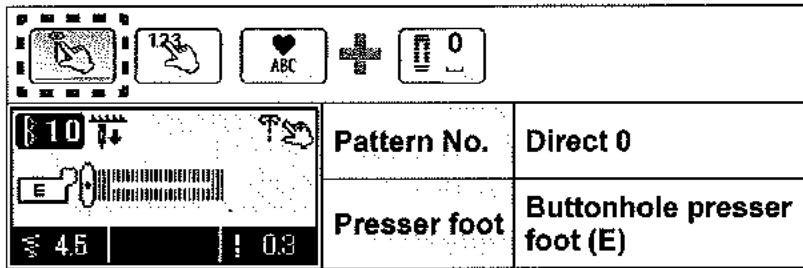 123
ABC
0
10
E
4.5
! 0.3
Pattern No.
Direct 0
Presser foot
Buttonhole presser
foot (E)